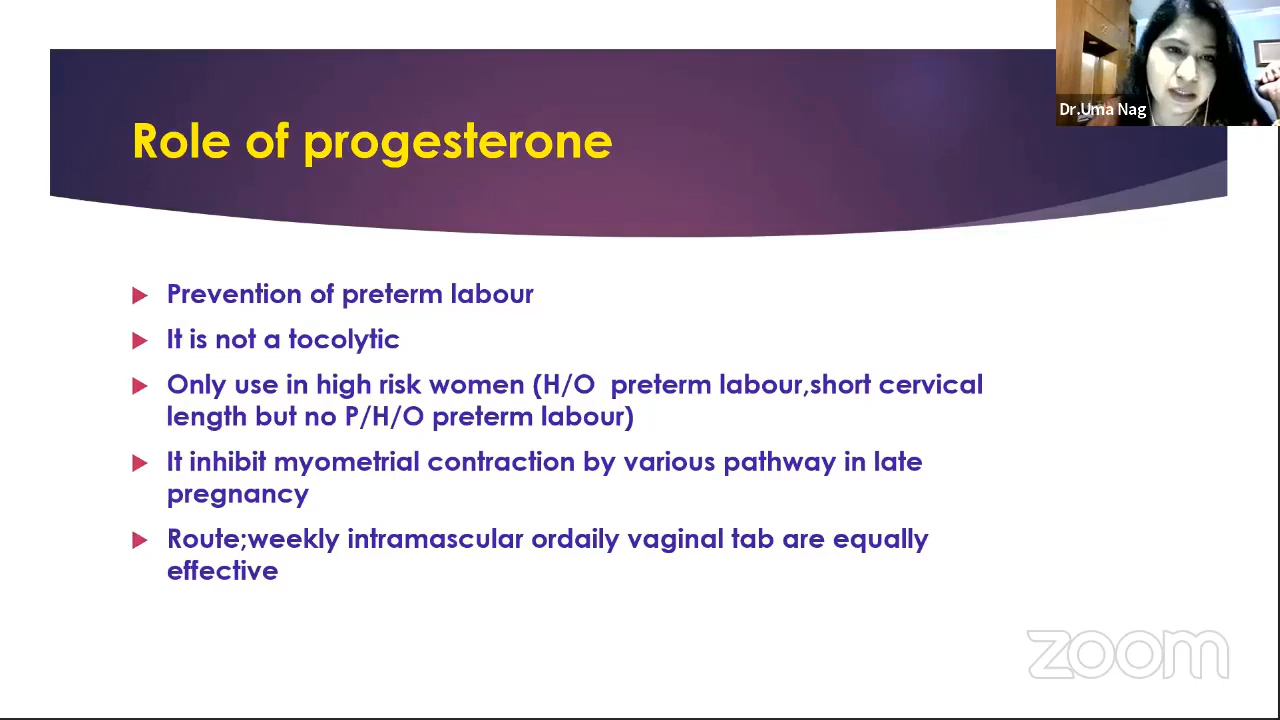 Dr.Uma Nag
Role of progesterone
Prevention of preterm labour
It is not a tocolytic
Only use in high risk women (H/O  preterm labour,short cervical
length but no P/H/O preterm labour)
It inhibit myometrial contraction by various pathway in late
pregnancy
Route;weekly intramascular ordaily vaginal tab are equally
effective
zoom